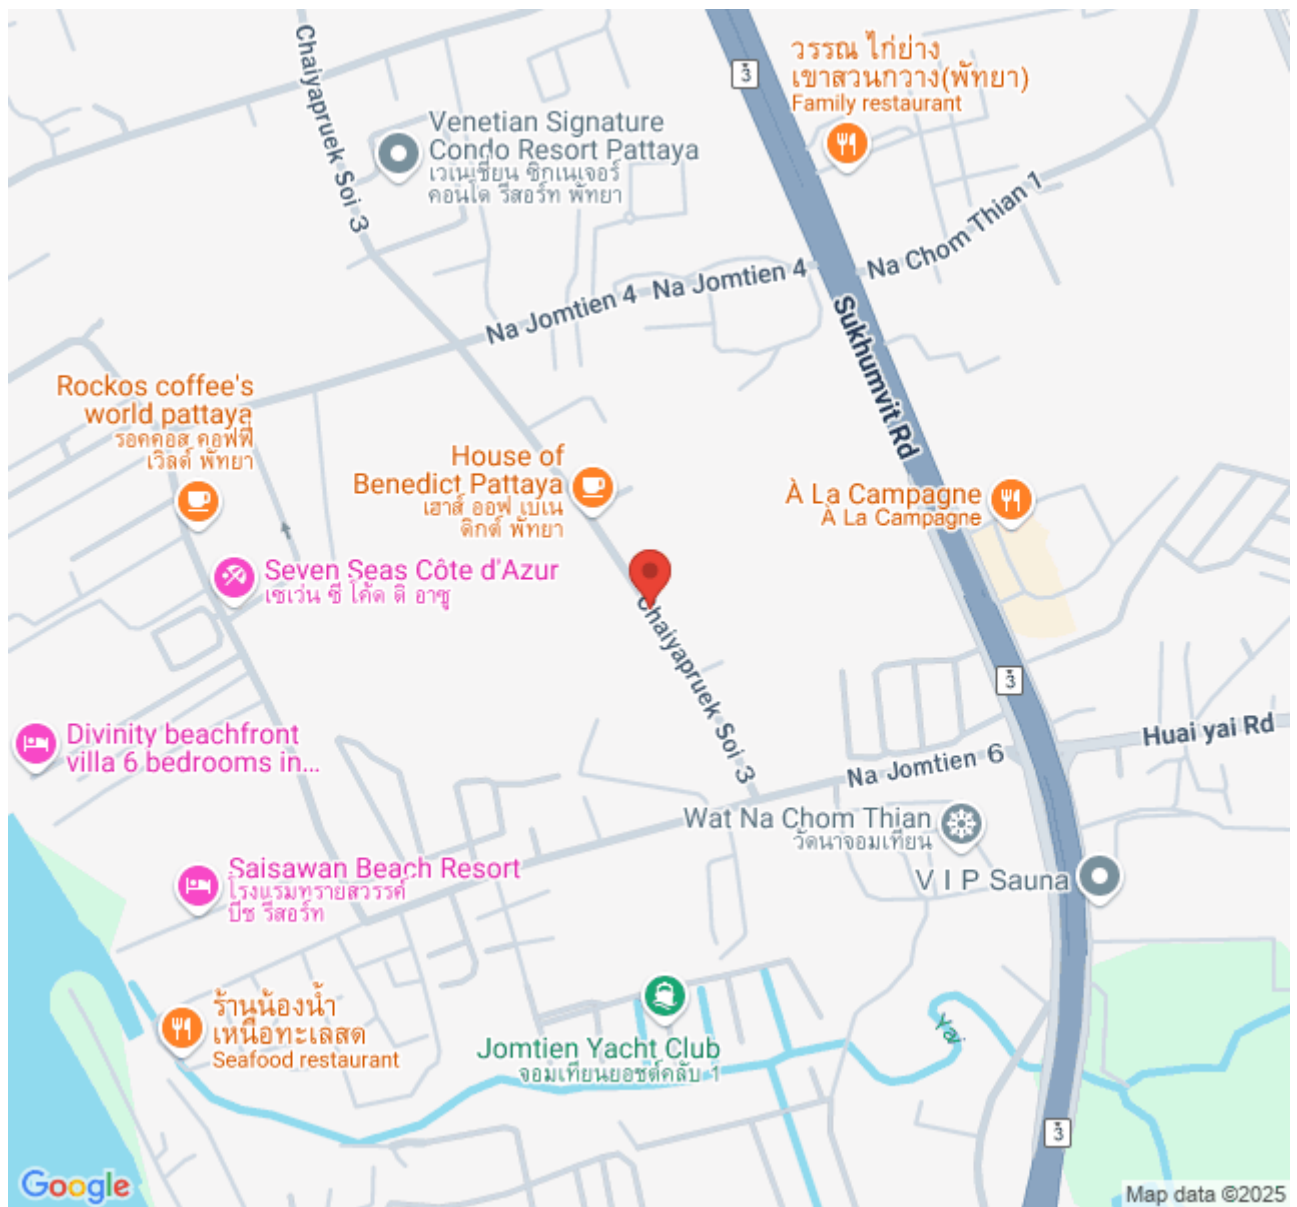 Chaiyapruek Soi 3
3
วรรณ ไก่ย่าง
เขาสวนกวาง(พัทยา)
Family restaurant
Venetian Signature
Condo Resort Pattaya
เวเนเชี่ยน ซิกเนเจอร์
คอนโด รีสอร์ท พัทยา
Na Chom Thian 1
Na Jomtien 4
Na Jomtien 4
Sukhumvit Rd
Rockos coffee's
world pattaya
รอคคอส คอฟฟี่
เวิลด์ พัทยา
House of
Benedict Pattaya
เฮาส์ ออฟ เบเน
ดิกต์ พัทยา
À La Campagne
À La Campagne
Seven Seas Côte d'Azur
เซเว่น ซี โค้ด ดิ อาซู
Chaiyapruek Soi 3
3
Divinity beachfront
villa 6 bedrooms in...
Huai yai Rd
Na Jomtien 6
Wat Na Chom Thian
วัดนาจอมเทียน
V I P Sauna
Saisawan Beach Resort
โรงแรมทรายสวรรค์
บีช รีสอร์ท
ร้านน้องน้ำ
เหนือทะเลสด
Seafood restaurant
Jomtien Yacht Club
จอมเทียนยอชต์คลับ 1
Yai
3
Google
Map data ©2025